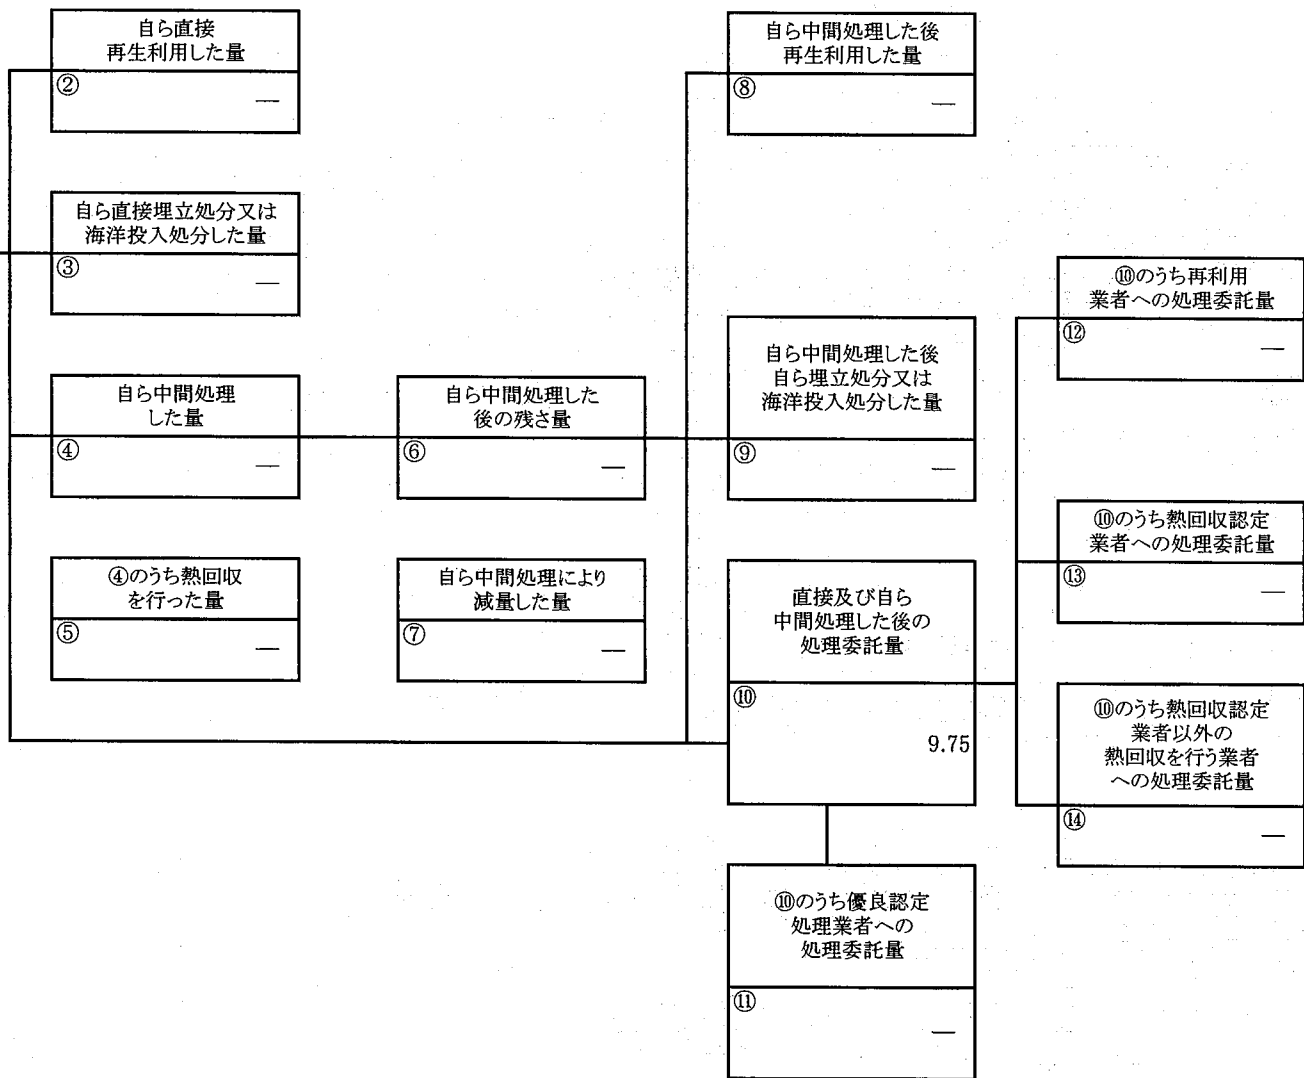 自ら直接
再生利用した量
②
—
自ら直接埋立処分又は
海洋投入処分した量
③
—
自ら中間処理
した量
④
—
④のうち熱回収
を行った量
⑤
—
自ら中間処理した
後の残さ量
⑥
—
自ら中間処理により
減量した量
⑦
—
自ら中間処理した後
再生利用した量
⑧
—
自ら中間処理した後
自ら埋立処分又は
海洋投入処分した量
⑨
—
直接及び自ら
中間処理した後の
処理委託量
⑩
9.75
⑩のうち優良認定
処理業者への
処理委託量
⑪
—
⑩のうち再利用
業者への処理委託量
⑫
—
⑩のうち熱回収認定
業者への処理委託量
⑬
—
⑩のうち熱回収認定
業者以外の
熱回収を行う業者
への処理委託量
⑭
—